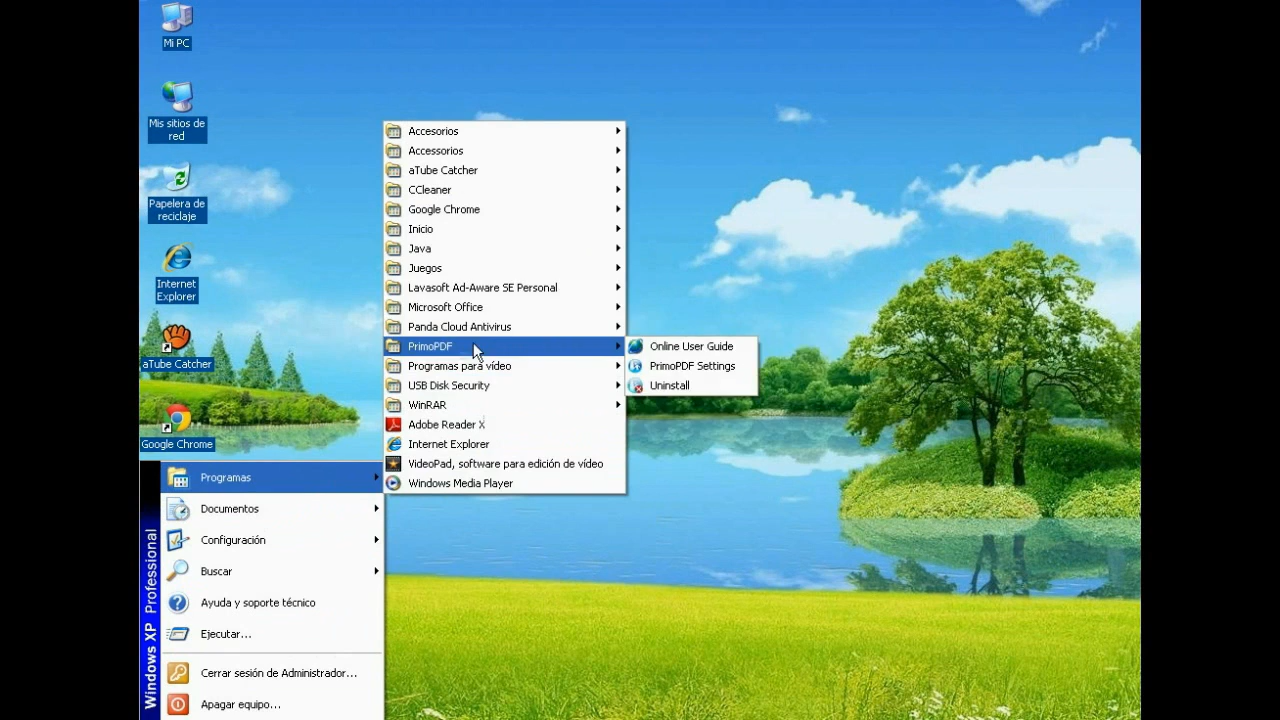 Mi PC
Mis sitios de
red
Papelera de
reciclaje
Internet
Explorer
aTube Catcher
Google Chrome
Accesorios
Accessorios
aTube Catcher
CCleaner
Google Chrome
Inicio
Java
Juegos
Lavasoft Ad-Aware SE Personal
Microsoft Office
Panda Cloud Antivirus
PrimoPDF
Programas para vídeo
USB Disk Security
WinRAR
Adobe Reader X
Internet Explorer
VideoPad, software para edición de vídeo
Windows Media Player
Online User Guide
PrimoPDF Settings
Uninstall
Programas
Documentos
Configuración
Buscar
Ayuda y soporte técnico
Ejecutar...
Cerrar sesión de Administrador...
Apagar equipo...
Windows XP Professional